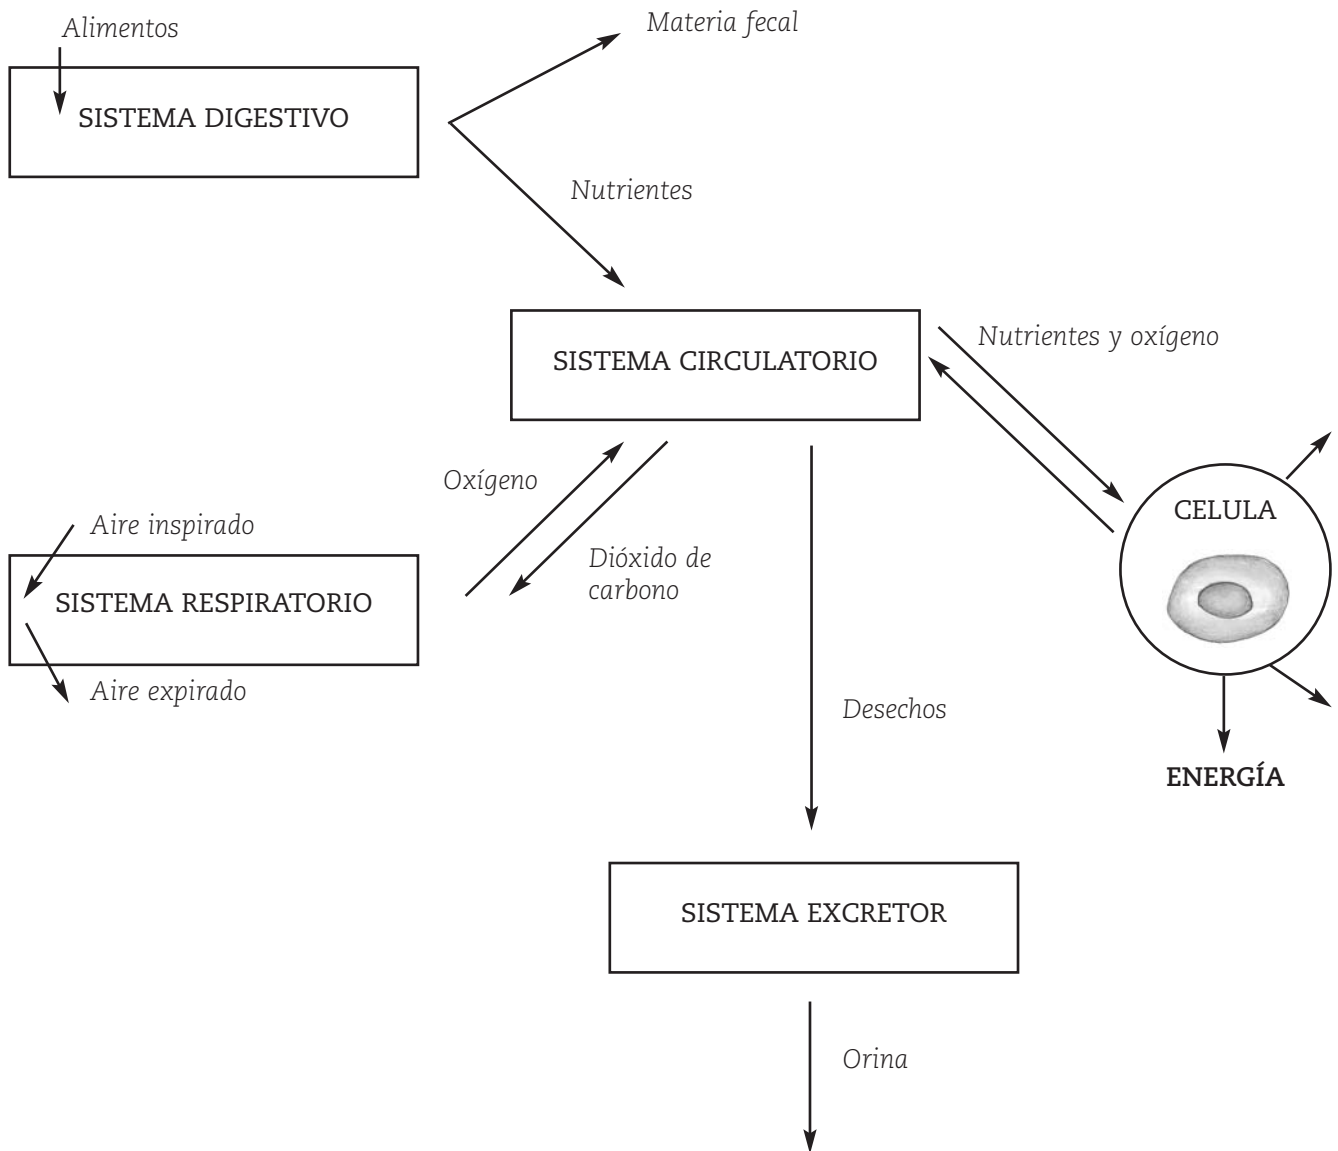 Alimentos
Materia fecal
SISTEMA DIGESTIVO
Nutrientes
SISTEMA CIRCULATORIO
Nutrientes y oxígeno
Oxígeno
CELULA
Aire inspirado
Dióxido de
carbono
SISTEMA RESPIRATORIO
Aire expirado
Desechos
ENERGÍA
SISTEMA EXCRETOR
Orina